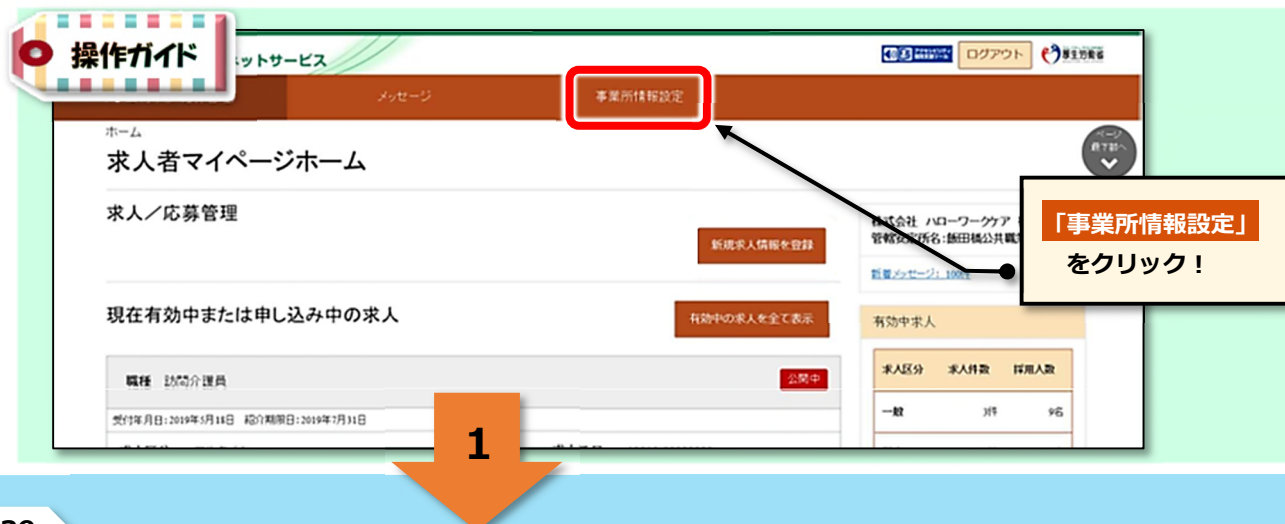 操作ガイド
ットサービス
ログアウト
厚生労働省
メッセージ
事業所情報設定
ホーム
求人者マイページホーム
ページ
求人／応募管理
新規求人情報を登録
株式会社 ハローワークケア
管轄安定所名：飯田橋公共職
新着メッセージ：100件
「事業所情報設定」
をクリック！
現在有効中または申し込み中の求人
有効中の求人を全て表示
有効中求人
職種 訪問介護員
公開中
求人区分 求人件数 採用人数
受付年月日：2019年5月18日 紹介期限日：2019年7月31日
一般 3件 9名
1